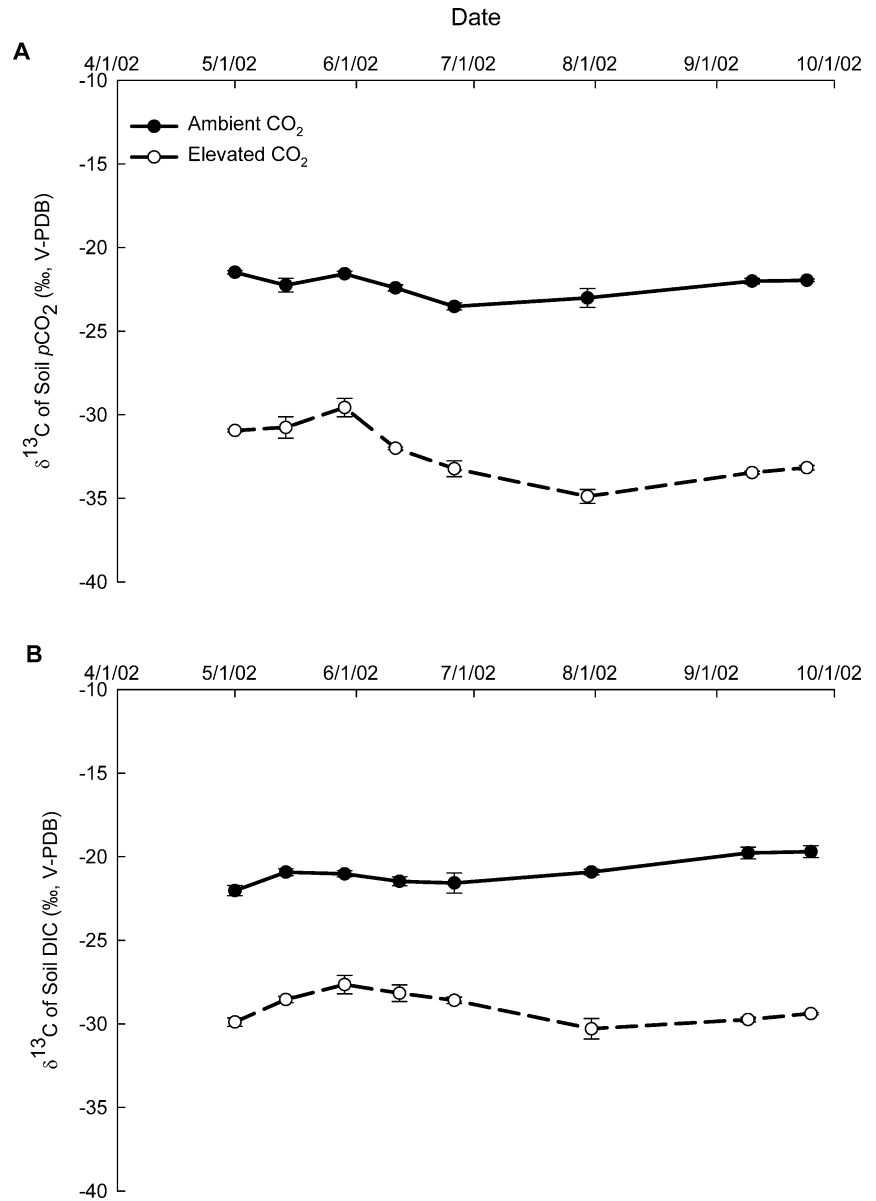 Date
A
4/1/02 5/1/02 6/1/02 7/1/02 8/1/02 9/1/02 10/1/02
-10
Ambient CO2
Elevated CO2
-15
-20
-25
-30
-35
-40
δ13C of Soil pCO2 (‰, V-PDB)
B
4/1/02 5/1/02 6/1/02 7/1/02 8/1/02 9/1/02 10/1/02
-10
-15
-20
-25
-30
-35
-40
δ13C of Soil DIC (‰, V-PDB)